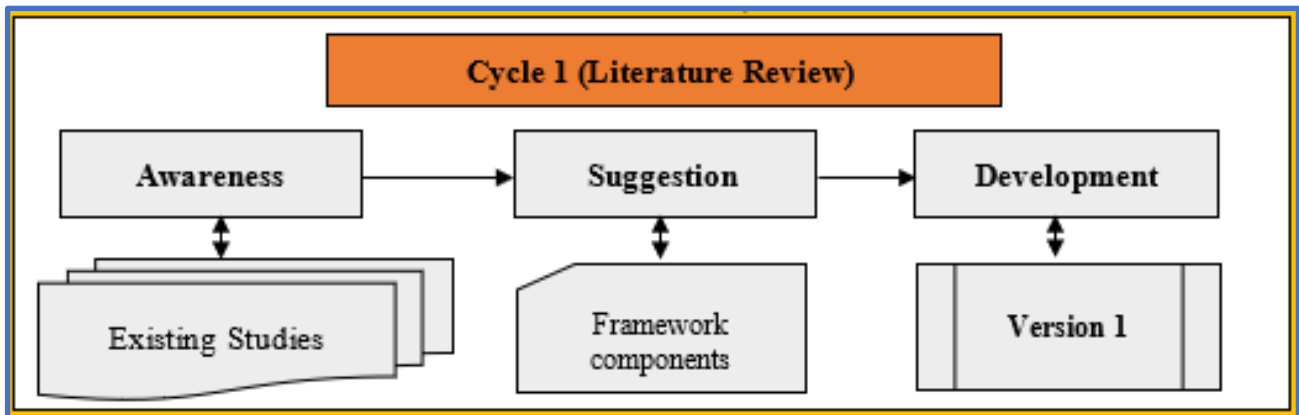 Cycle 1 (Literature Review)
Awareness
Suggestion
Development
Existing Studies
Framework
components
Version 1